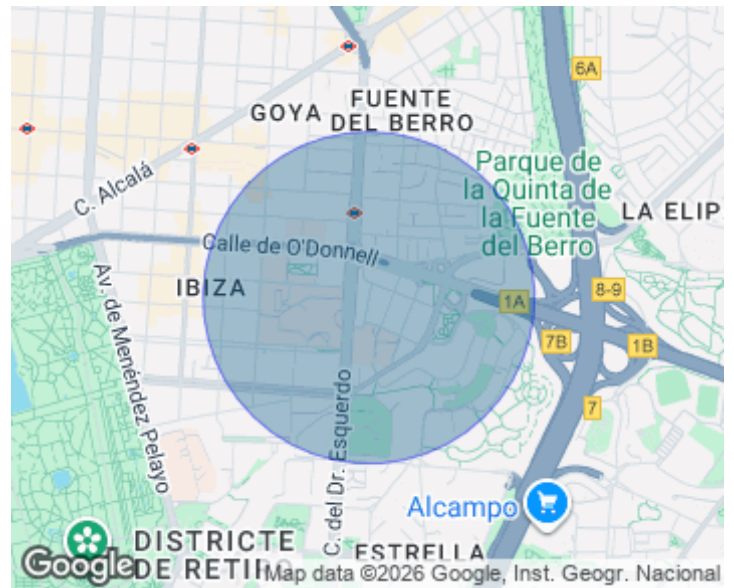 6A
GOYA
FUENTE
DEL BERRO
C. Alcalá
Parque de
la Quinta de
la Fuente
del Berro
LA ELIP
Calle de O'Donnell
IBIZA
Av. de Menéndez Pelayo
8-9
1A
7B
1B
7
C. del Dr. Esquerdo
Alcampo
DISTRICTE
DE RETIRO
ESTRELLA
Google
Map data ©2026 Google, Inst. Geogr. Nacional